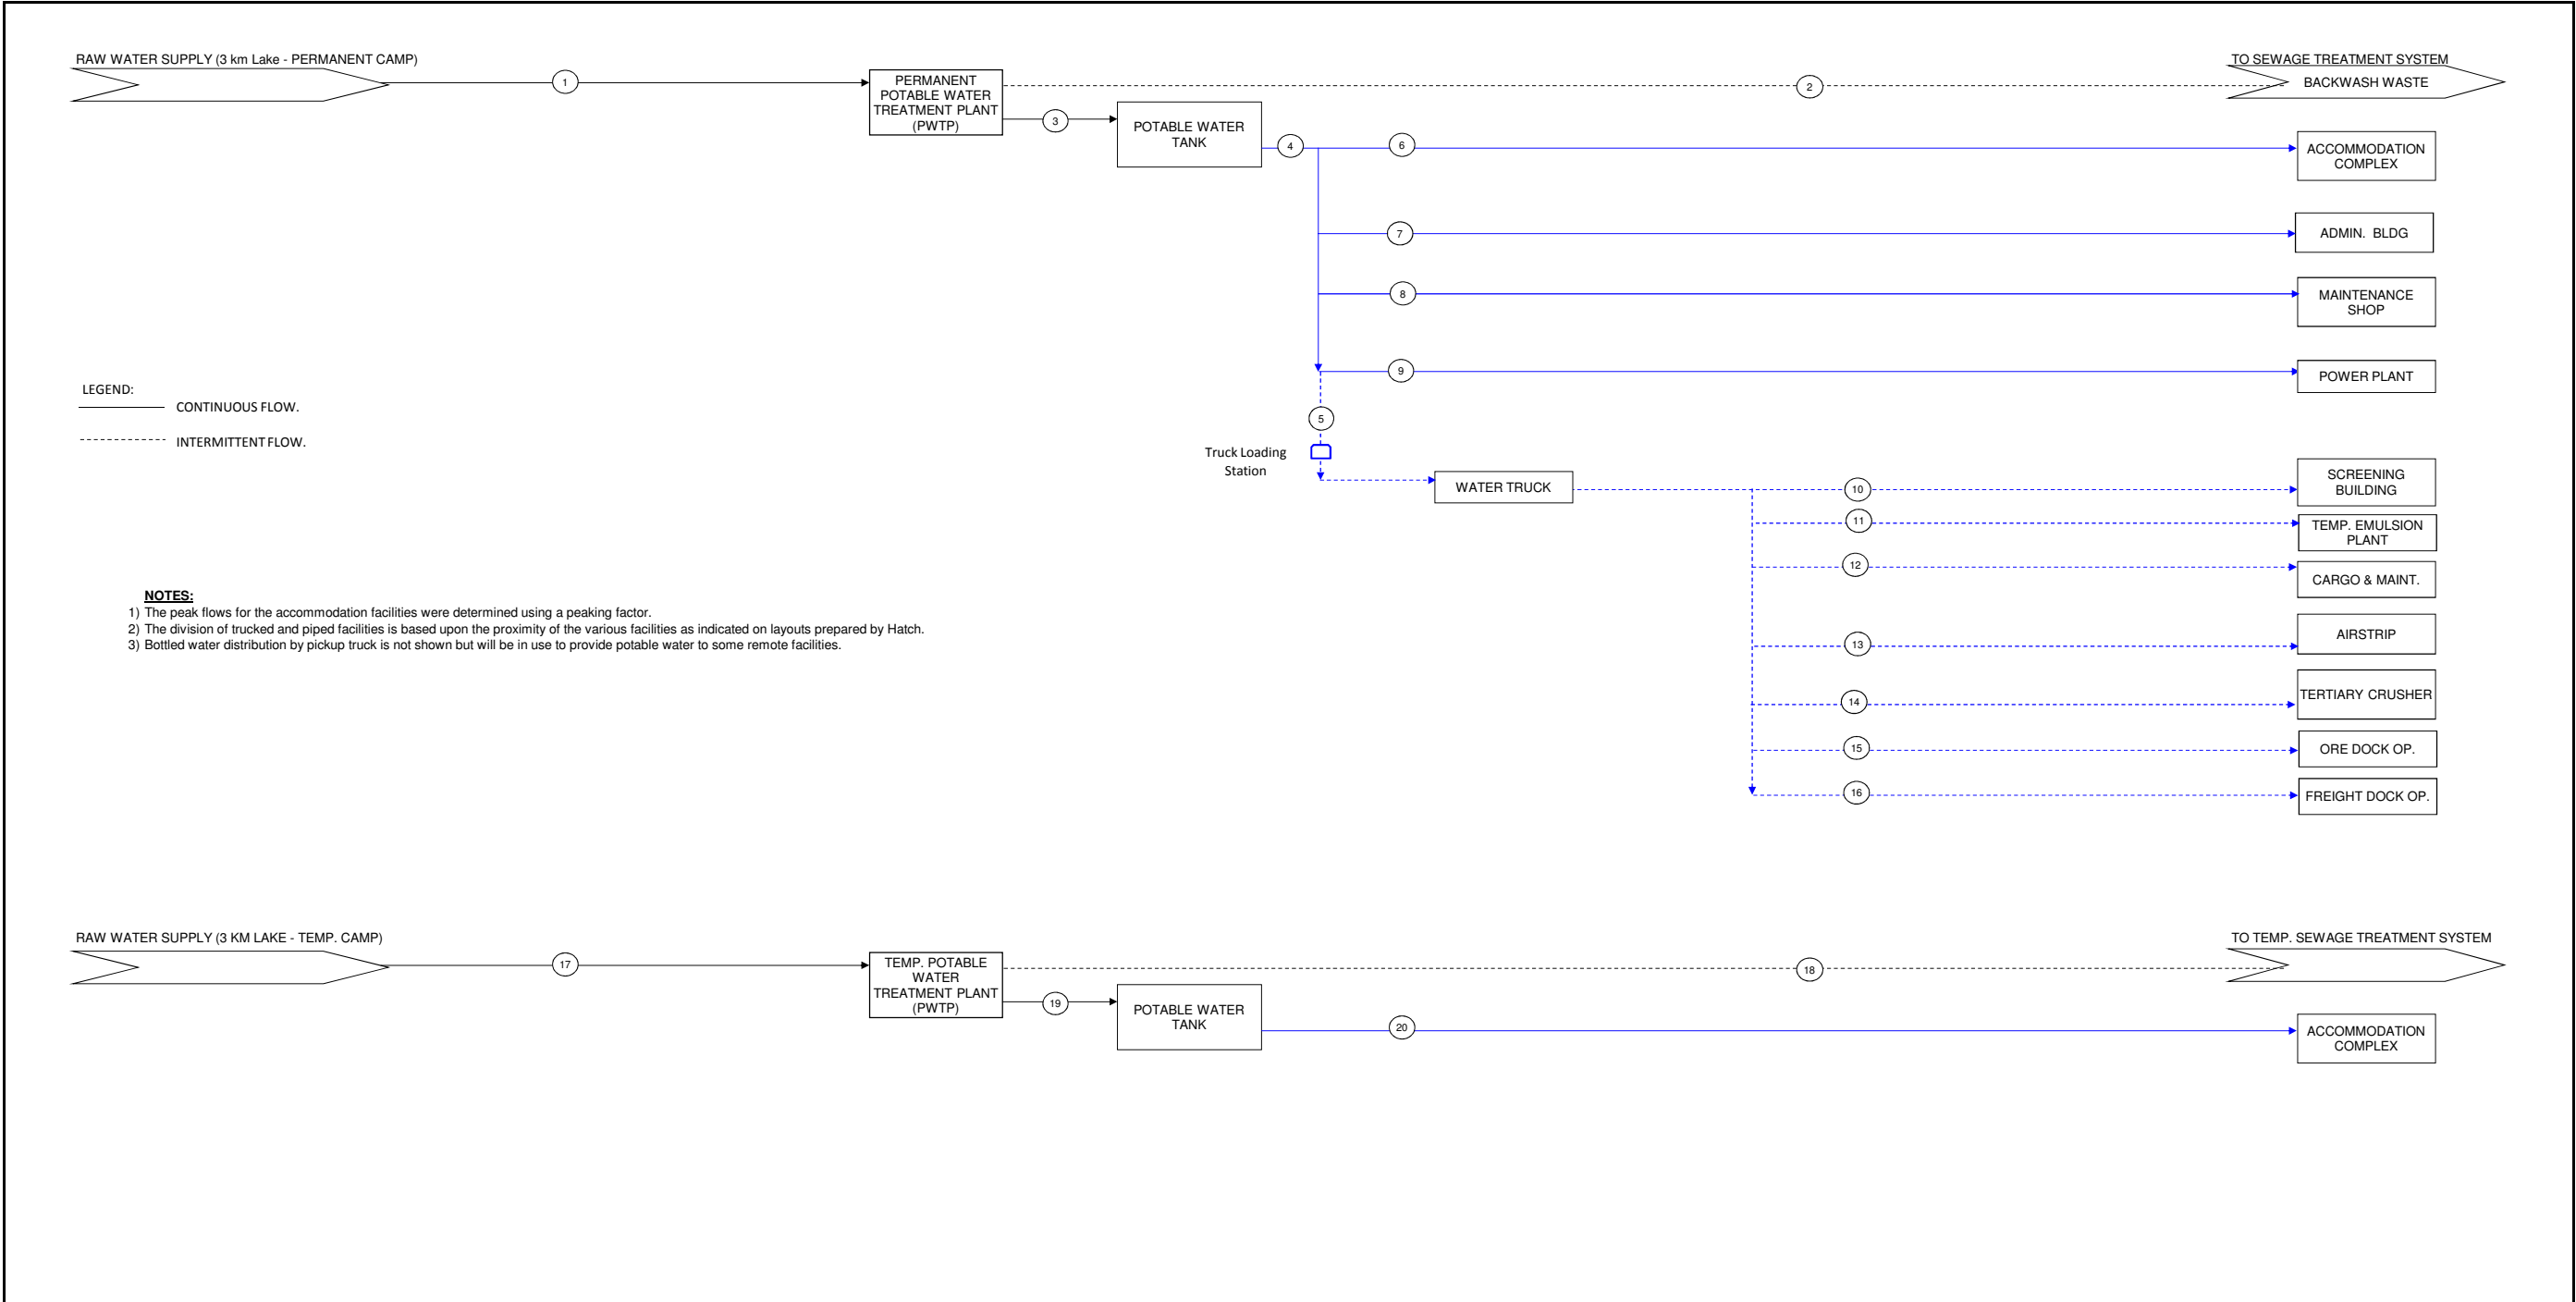 RAW WATER SUPPLY (3 km Lake - PERMANENT CAMP)
1
PERMANENT
POTABLE WATER
TREATMENT PLANT
(PWTP)
2
TO SEWAGE TREATMENT SYSTEM
BACKWASH WASTE
3
POTABLE WATER
TANK
4
6
ACCOMMODATION
COMPLEX
7
ADMIN. BLDG
8
MAINTENANCE
SHOP
9
POWER PLANT
LEGEND:
CONTINUOUS FLOW.
INTERMITTENT FLOW.
5
Truck Loading
Station
WATER TRUCK
10
SCREENING
BUILDING
11
TEMP. EMULSION
PLANT
12
CARGO & MAINT.
13
AIRSTRIP
14
TERTIARY CRUSHER
15
ORE DOCK OP.
16
FREIGHT DOCK OP.
NOTES:
1) The peak flows for the accommodation facilities were determined using a peaking factor.
2) The division of trucked and piped facilities is based upon the proximity of the various facilities as indicated on layouts prepared by Hatch.
3) Bottled water distribution by pickup truck is not shown but will be in use to provide potable water to some remote facilities.
RAW WATER SUPPLY (3 KM LAKE - TEMP. CAMP)
17
TEMP. POTABLE
WATER
TREATMENT PLANT
(PWTP)
18
TO TEMP. SEWAGE TREATMENT SYSTEM
19
POTABLE WATER
TANK
20
ACCOMMODATION
COMPLEX